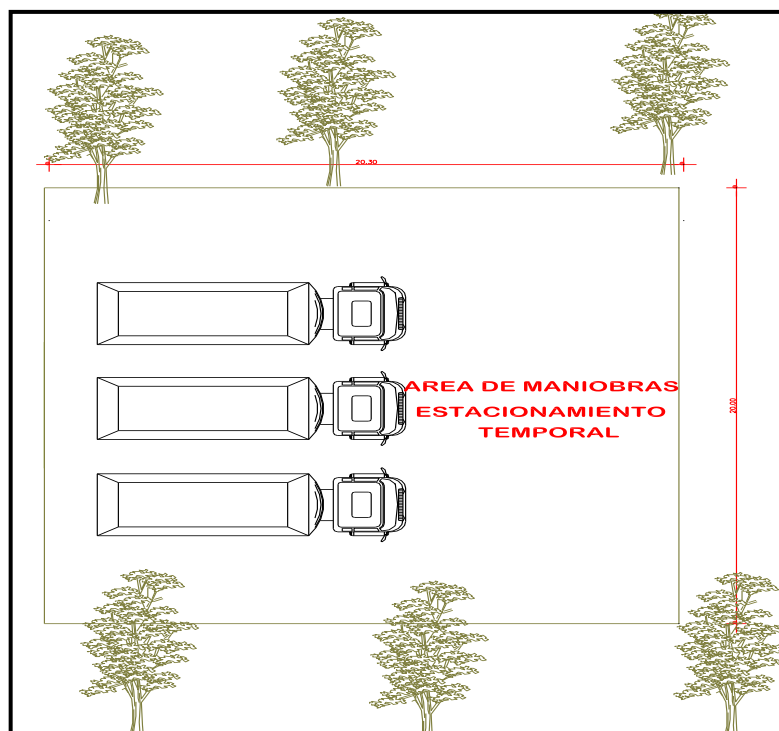 20,30
AREA DE MANIOBRAS
ESTACIONAMIENTO
TEMPORAL
20,00